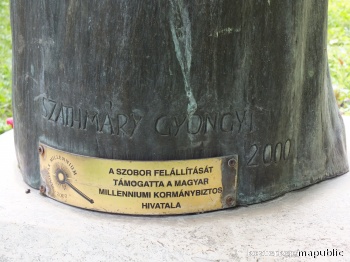 SZATHMÁRY GYÖNGYI
2000
MILLENNIUM
A SZOBOR FELÁLLÍTÁSÁT
TÁMOGATTA A MAGYAR
MILLENNIUMI KORMÁNYBIZTOS
HIVATALA
mapublic